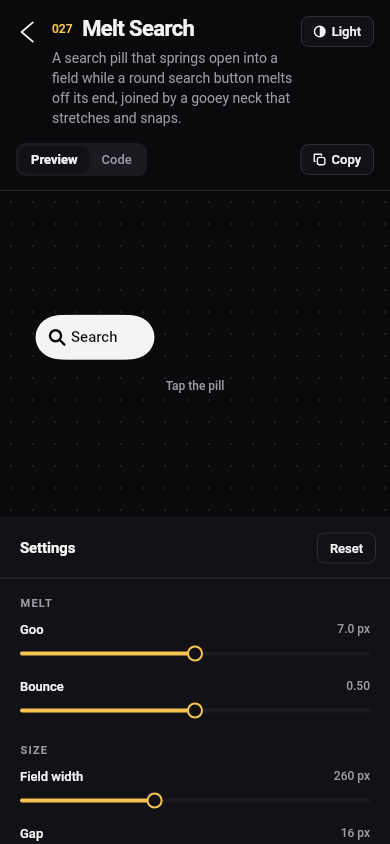 027 Melt Search
Light
A search pill that springs open into a
field while a round search button melts
off its end, joined by a gooey neck that
stretches and snaps.
Preview Code
Copy
Search
Tap the pill
Settings
Reset
MELT
Goo 7.0 px
Bounce 0.50
SIZE
Field width 260 px
Gap 16 px